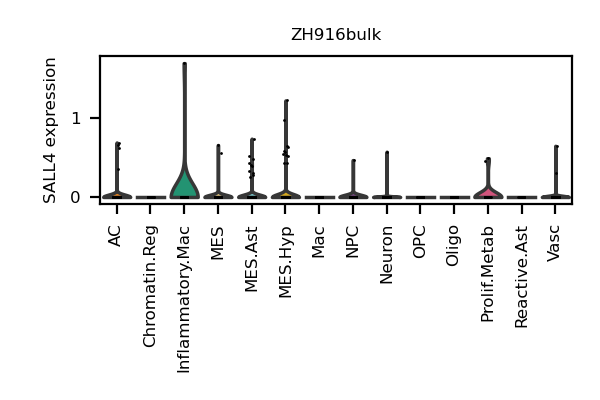 ZH916bulk
SALL4 expression
1
0
AC
Chromatin.Reg
Inflammatory.Mac
MES
MES.Ast
MES.Hyp
Mac
NPC
Neuron
OPC
Oligo
Prolif.Metab
Reactive.Ast
Vasc